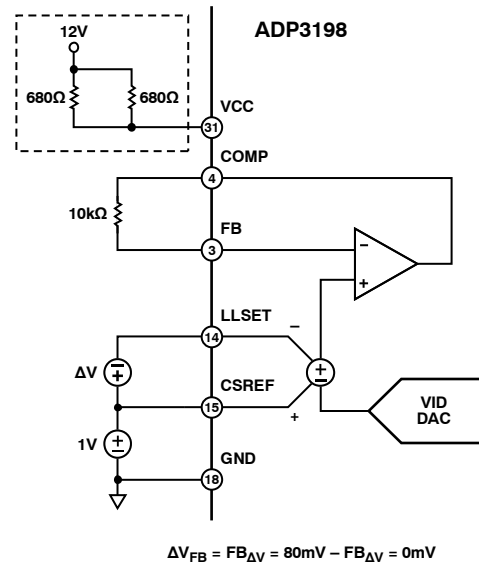 ADP3198
12V
680Ω
680Ω
VCC
31
COMP
4
10kΩ
FB
3
–
+
LLSET
14
–
ΔV
–
+
+
–
CSREF
15
+
VID
DAC
1V
+
–
GND
18
ΔVFB = FBΔV = 80mV – FBΔV = 0mV